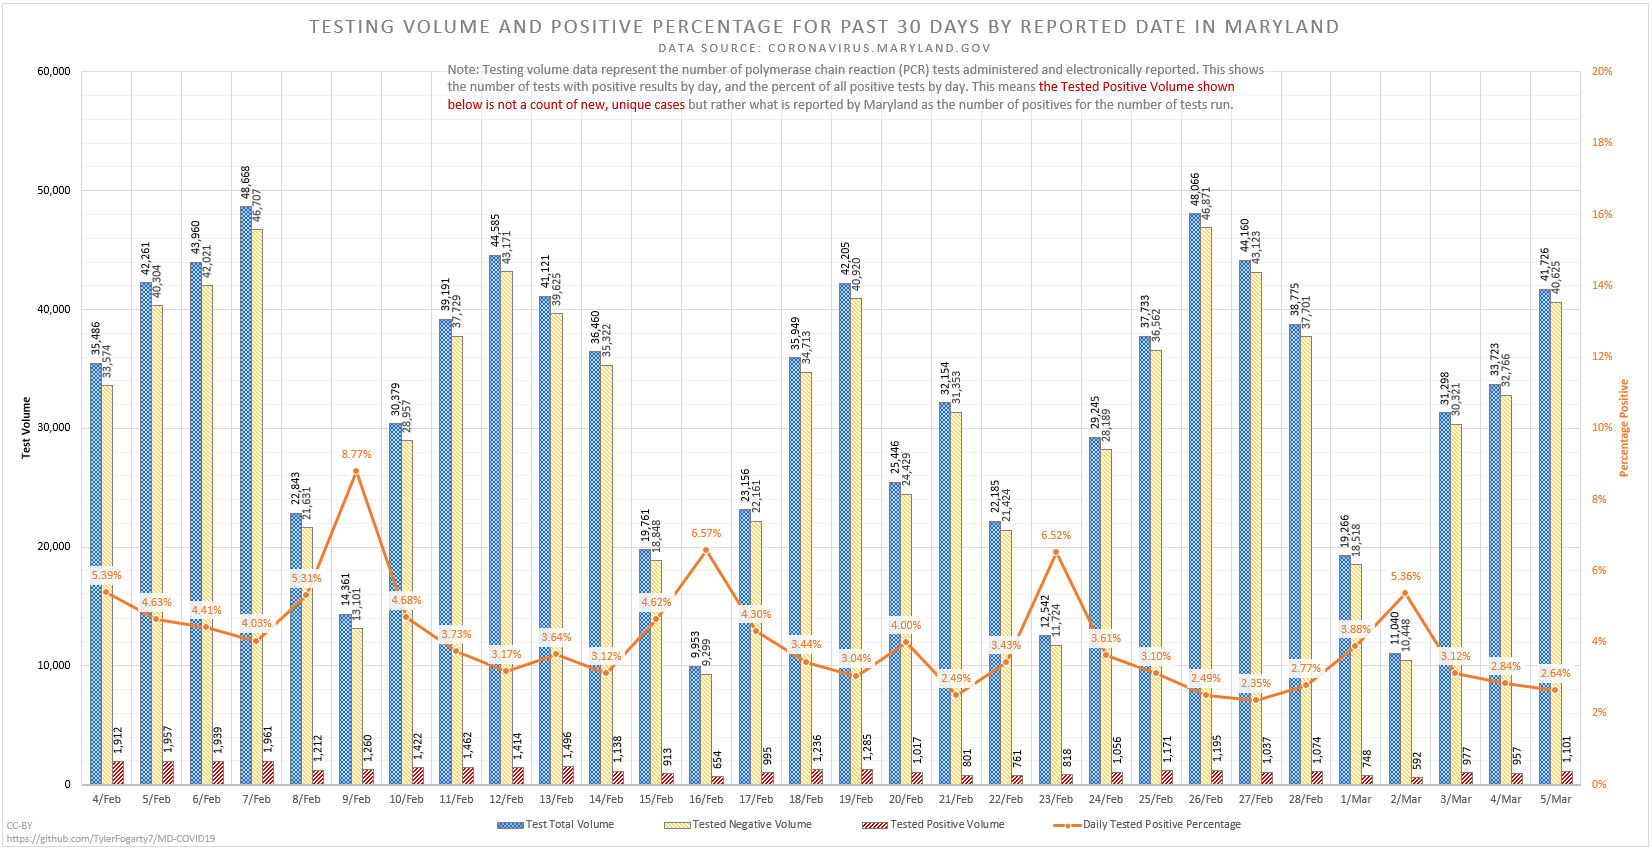 TESTING VOLUME AND POSITIVE PERCENTAGE FOR PAST 30 DAYS BY REPORTED DATE IN MARYLAND
DATA SOURCE: CORONAVIRUS.MARYLAND.GOV
Note: Testing volume data represent the number of polymerase chain reaction (PCR) tests administered and electronically reported. This shows
the number of tests with positive results by day, and the percent of all positive tests by day. This means the Tested Positive Volume shown
below is not a count of new, unique cases but rather what is reported by Maryland as the number of positives for the number of tests run.
Test Volume
60,000
50,000
40,000
30,000
20,000
10,000
0
Percentage Positive
20%
18%
16%
14%
12%
10%
8%
6%
4%
2%
0%
35,486 33,574 5.39% 1,912 4/Feb
42,261 40,304 4.63% 1,957 5/Feb
43,960 42,021 4.41% 1,939 6/Feb
48,668 46,707 4.03% 1,961 7/Feb
22,843 21,631 5.31% 1,212 8/Feb
14,361 13,101 8.77% 1,260 9/Feb
30,379 28,957 4.68% 1,422 10/Feb
39,191 37,729 3.73% 1,462 11/Feb
44,585 43,171 3.17% 1,414 12/Feb
41,121 39,625 3.64% 1,496 13/Feb
36,460 35,322 3.12% 1,138 14/Feb
19,761 18,848 4.62% 913 15/Feb
9,953 9,299 6.57% 654 16/Feb
23,156 22,161 4.30% 995 17/Feb
35,949 34,713 3.44% 1,236 18/Feb
42,205 40,920 3.04% 1,285 19/Feb
25,446 24,429 4.00% 1,017 20/Feb
32,154 31,353 2.49% 801 21/Feb
22,185 21,424 3.43% 761 22/Feb
12,542 11,724 6.52% 818 23/Feb
29,245 28,189 3.61% 1,056 24/Feb
37,733 36,562 3.10% 1,171 25/Feb
48,066 46,871 2.49% 1,195 26/Feb
44,160 43,123 2.35% 1,037 27/Feb
38,775 37,701 2.77% 1,074 28/Feb
19,266 18,518 3.88% 748 1/Mar
11,040 10,448 5.36% 592 2/Mar
31,298 30,321 3.12% 977 3/Mar
33,723 32,766 2.84% 957 4/Mar
41,726 40,625 2.64% 1,101 5/Mar
Test Total Volume
Tested Negative Volume
Tested Positive Volume
Daily Tested Positive Percentage
CC-BY
https://github.com/TylerFogarty7/MD-COVID19